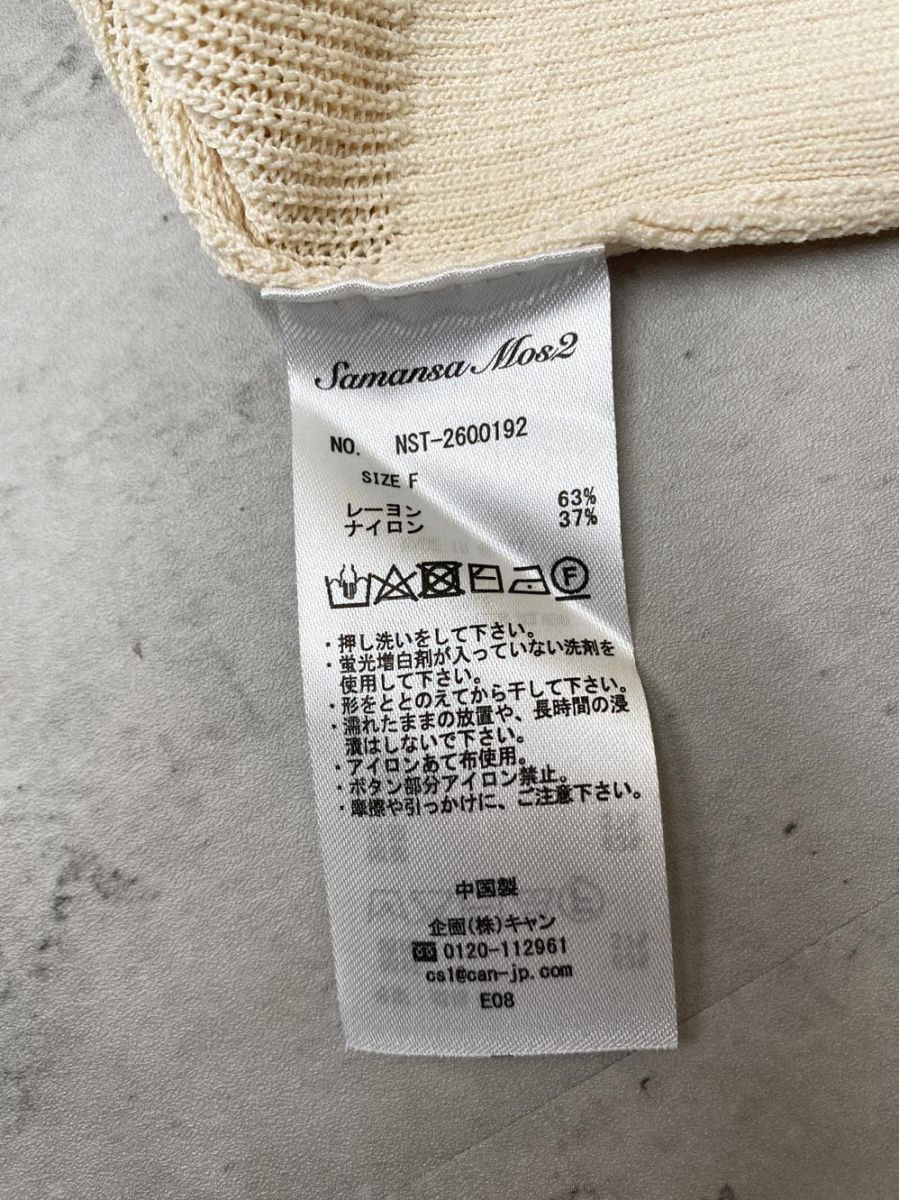 Samansa Mos2
NO. NST-2600192
SIZE F
レーヨン 63%
ナイロン 37%
F
・押し洗いをして下さい。
・蛍光増白剤が入っていない洗剤を
使用して下さい。
・形をととのえてから干して下さい。
・濡れたままの放置や、長時間の浸
漬はしないで下さい。
・アイロンあて布使用。
・ボタン部分アイロン禁止。
・摩擦や引っかけに、ご注意下さい。
中国製
企画(株)キャン
0120-112961
cs1@can-jp.com
E08